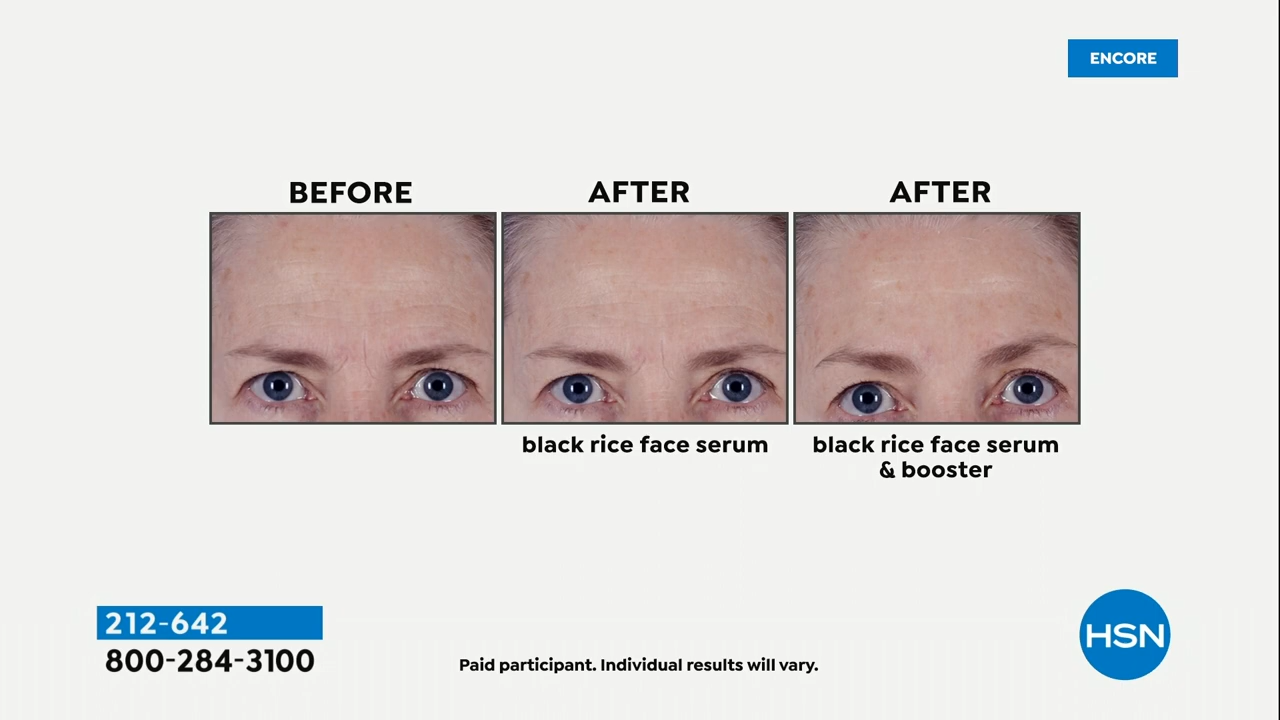 ENCORE
BEFORE
AFTER
AFTER
black rice face serum
black rice face serum
& booster
212-642
800-284-3100
Paid participant. Individual results will vary.
HSN